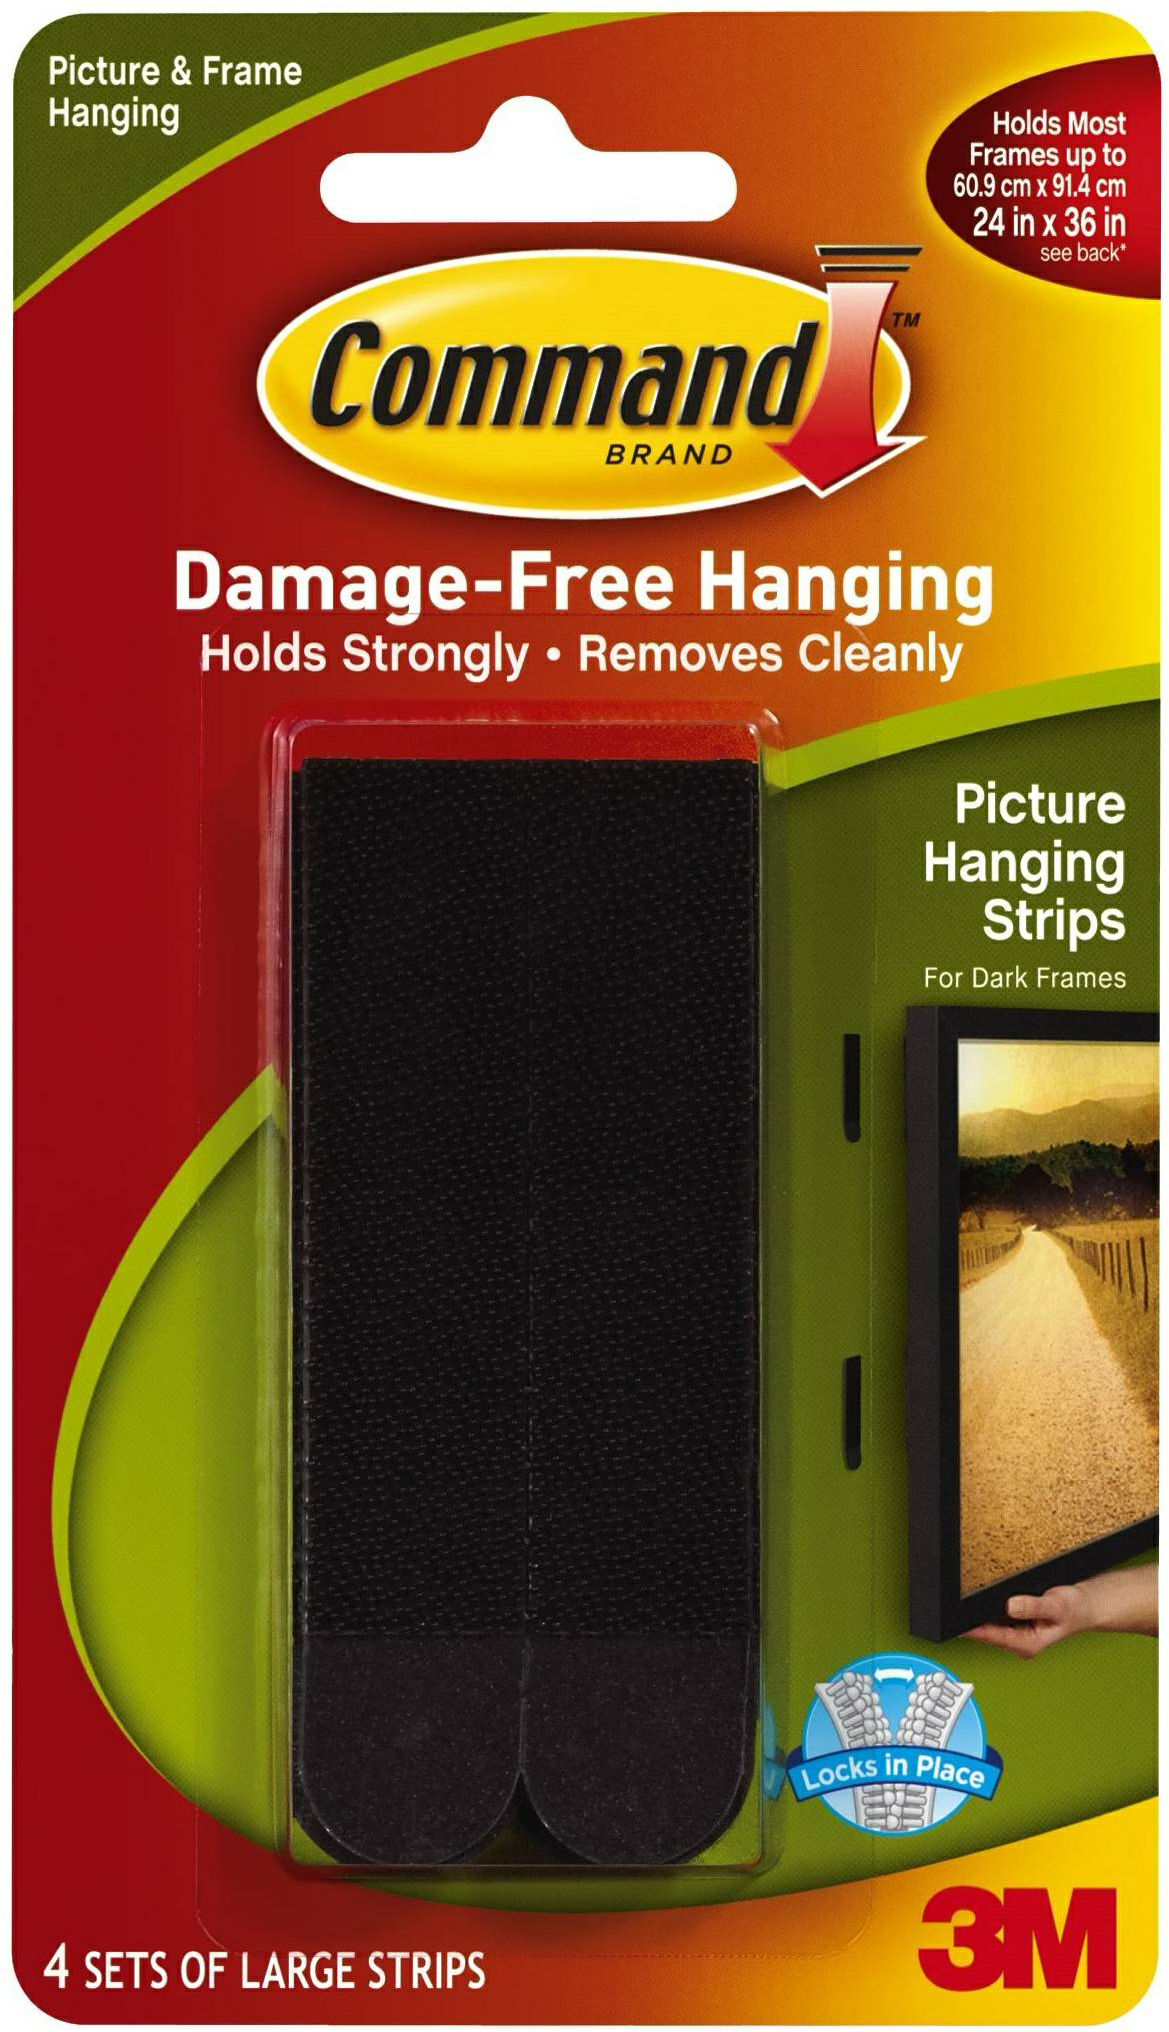 Picture & Frame
Hanging
Holds Most
Frames up to
60.9 cm x 91.4 cm
24 in x 36 in
see back*
Command™
BRAND
Damage-Free Hanging
Holds Strongly • Removes Cleanly
Picture
Hanging
Strips
For Dark Frames
Locks in Place
4 SETS OF LARGE STRIPS
3M